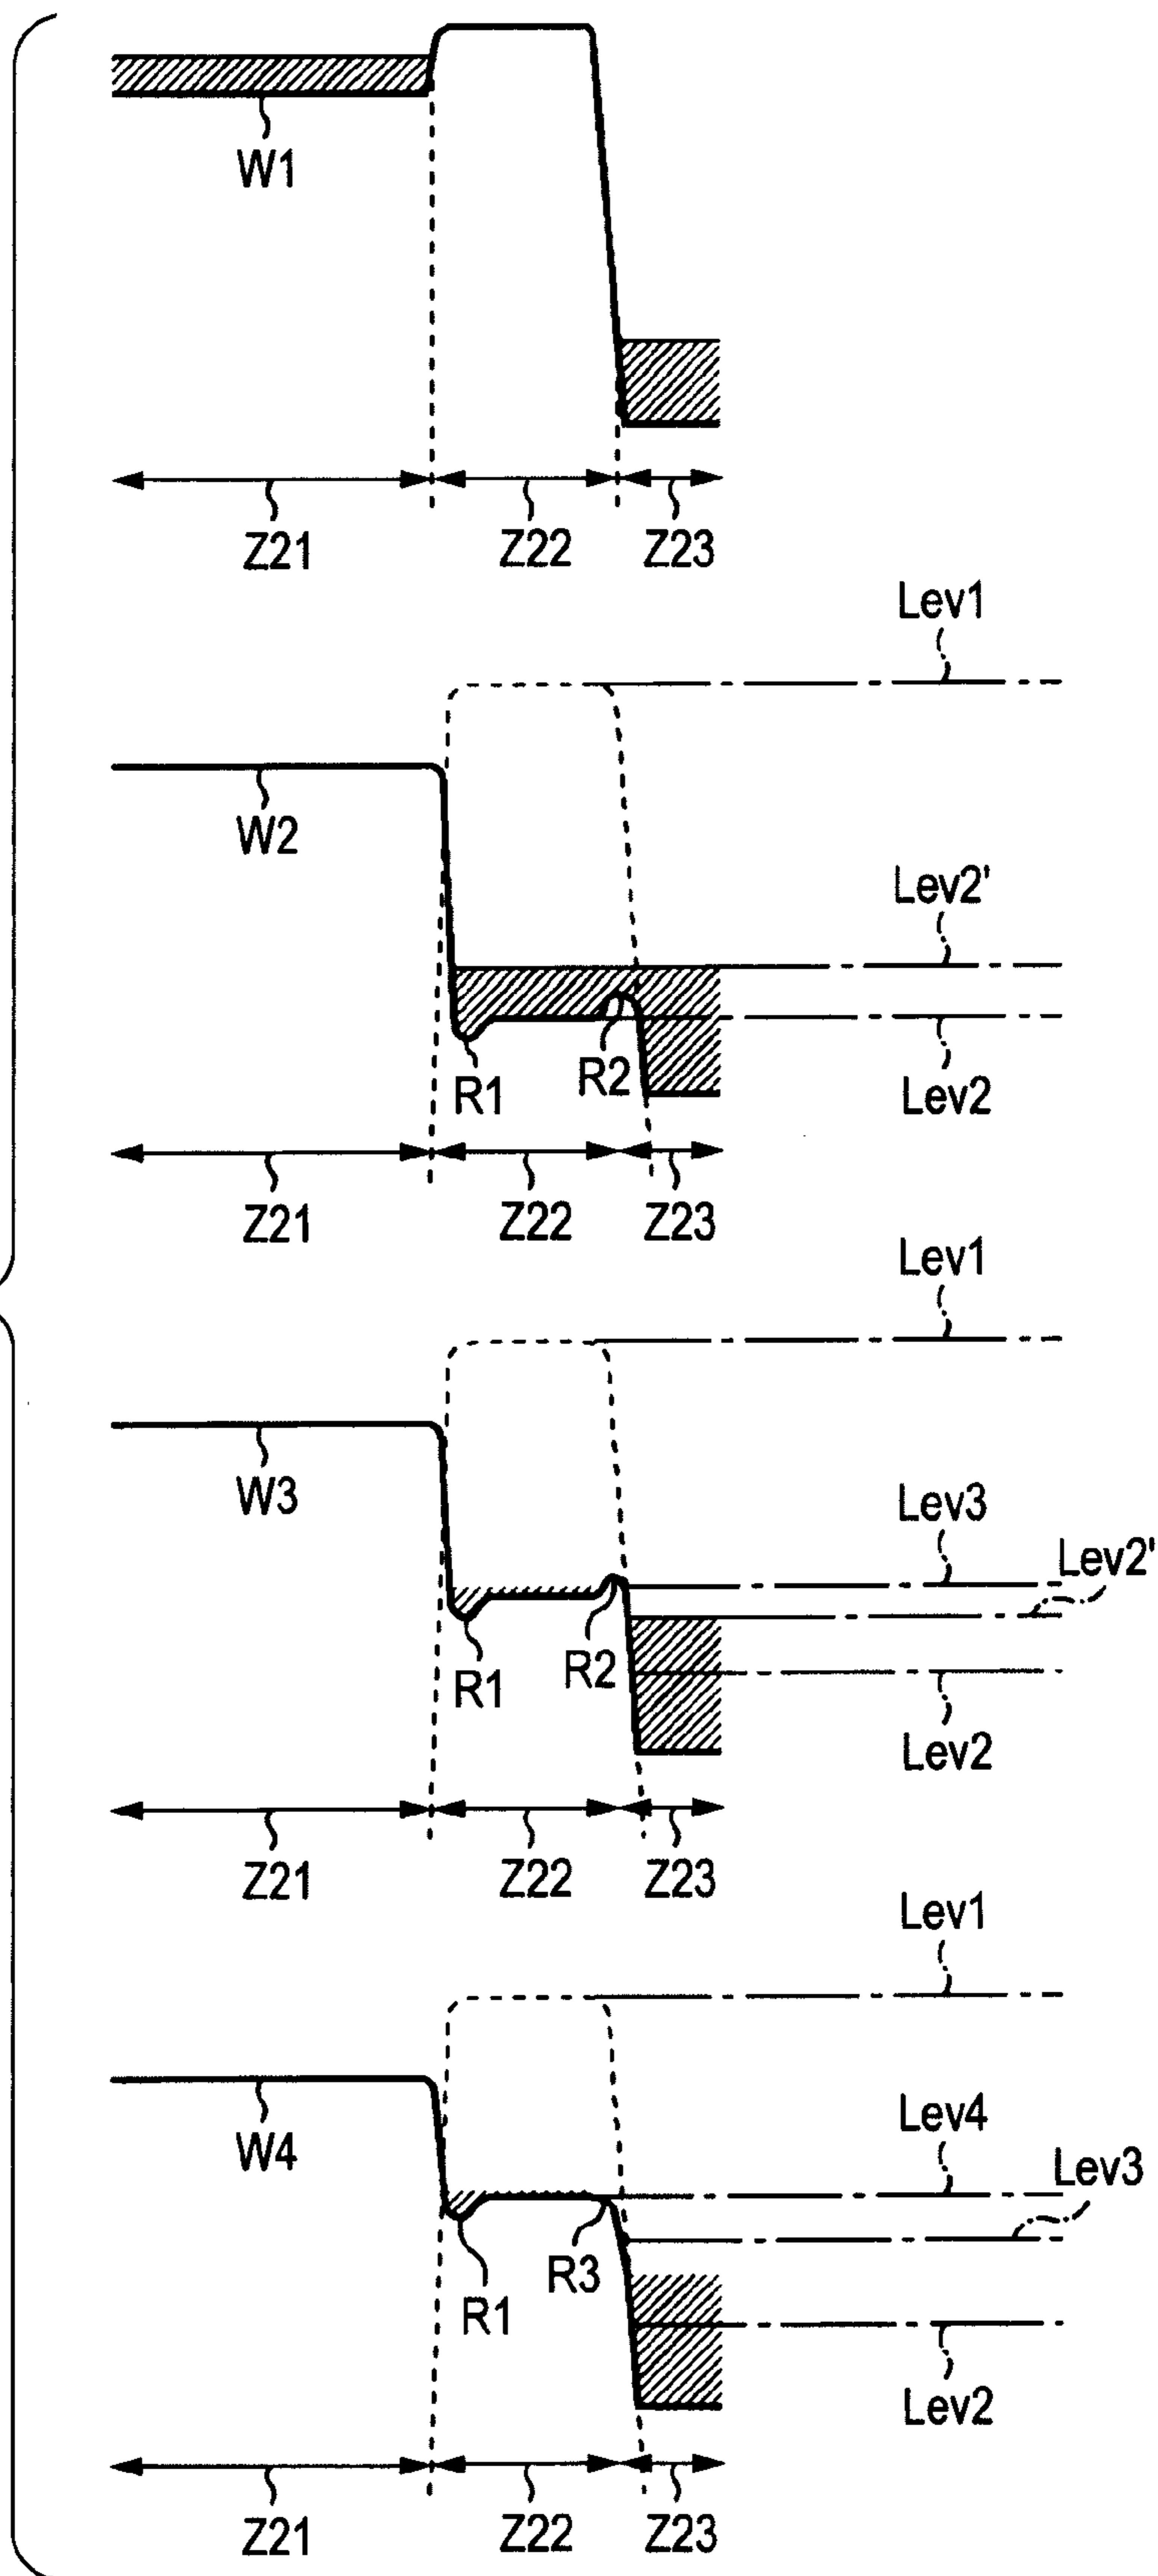 W1
Z21 Z22 Z23
Lev1
W2
Lev2'
R1 R2
Lev2
Z21 Z22 Z23
Lev1
W3
Lev3
Lev2'
R1 R2
Lev2
Z21 Z22 Z23
Lev1
W4
Lev4
Lev3
R1 R3
Lev2
Z21 Z22 Z23